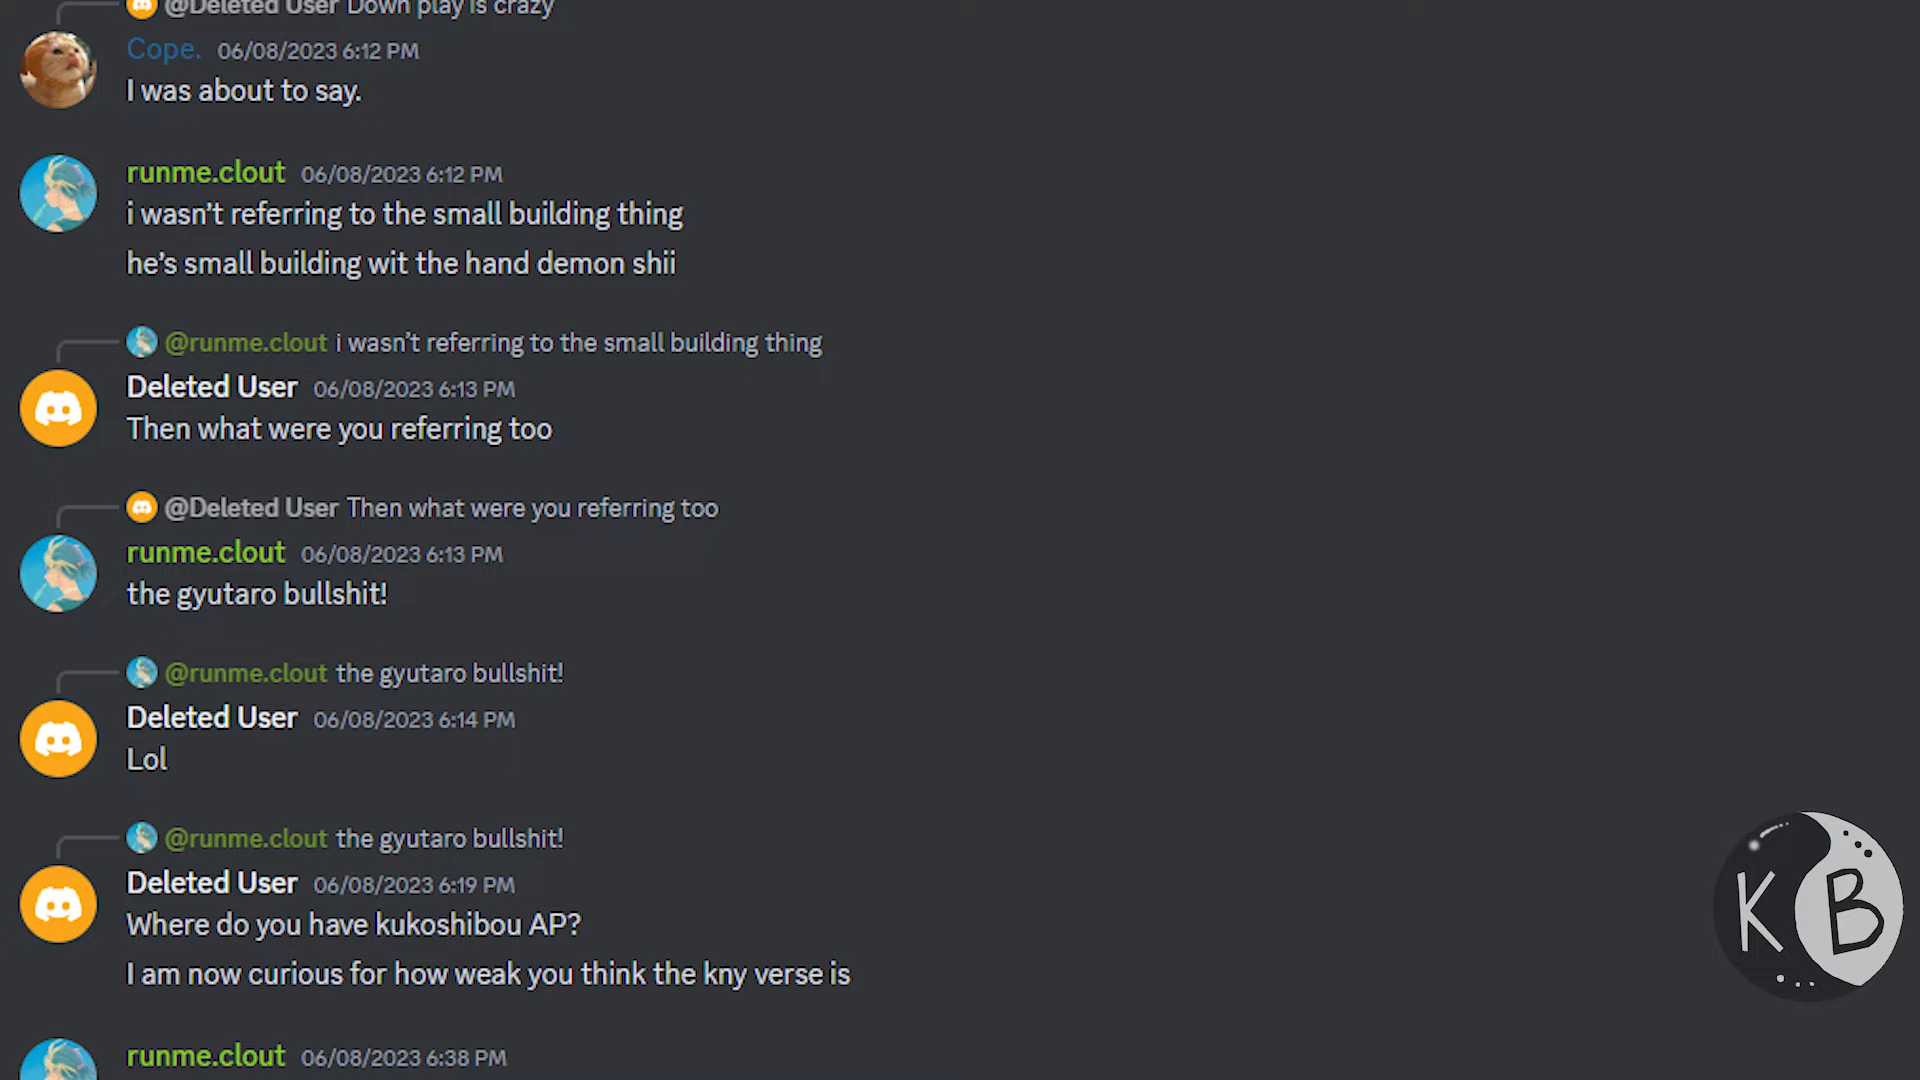 @Deleted User Down play is crazy
Cope. 06/08/2023 6:12 PM
I was about to say.
runme.clout 06/08/2023 6:12 PM
i wasn't referring to the small building thing
he's small building wit the hand demon shii
@runme.clout i wasn't referring to the small building thing
Deleted User 06/08/2023 6:13 PM
Then what were you referring too
@Deleted User Then what were you referring too
runme.clout 06/08/2023 6:13 PM
the gyutaro bullshit!
@runme.clout the gyutaro bullshit!
Deleted User 06/08/2023 6:14 PM
Lol
@runme.clout the gyutaro bullshit!
Deleted User 06/08/2023 6:19 PM
Where do you have kukoshibou AP?
I am now curious for how weak you think the kny verse is
runme.clout 06/08/2023 6:38 PM
K B